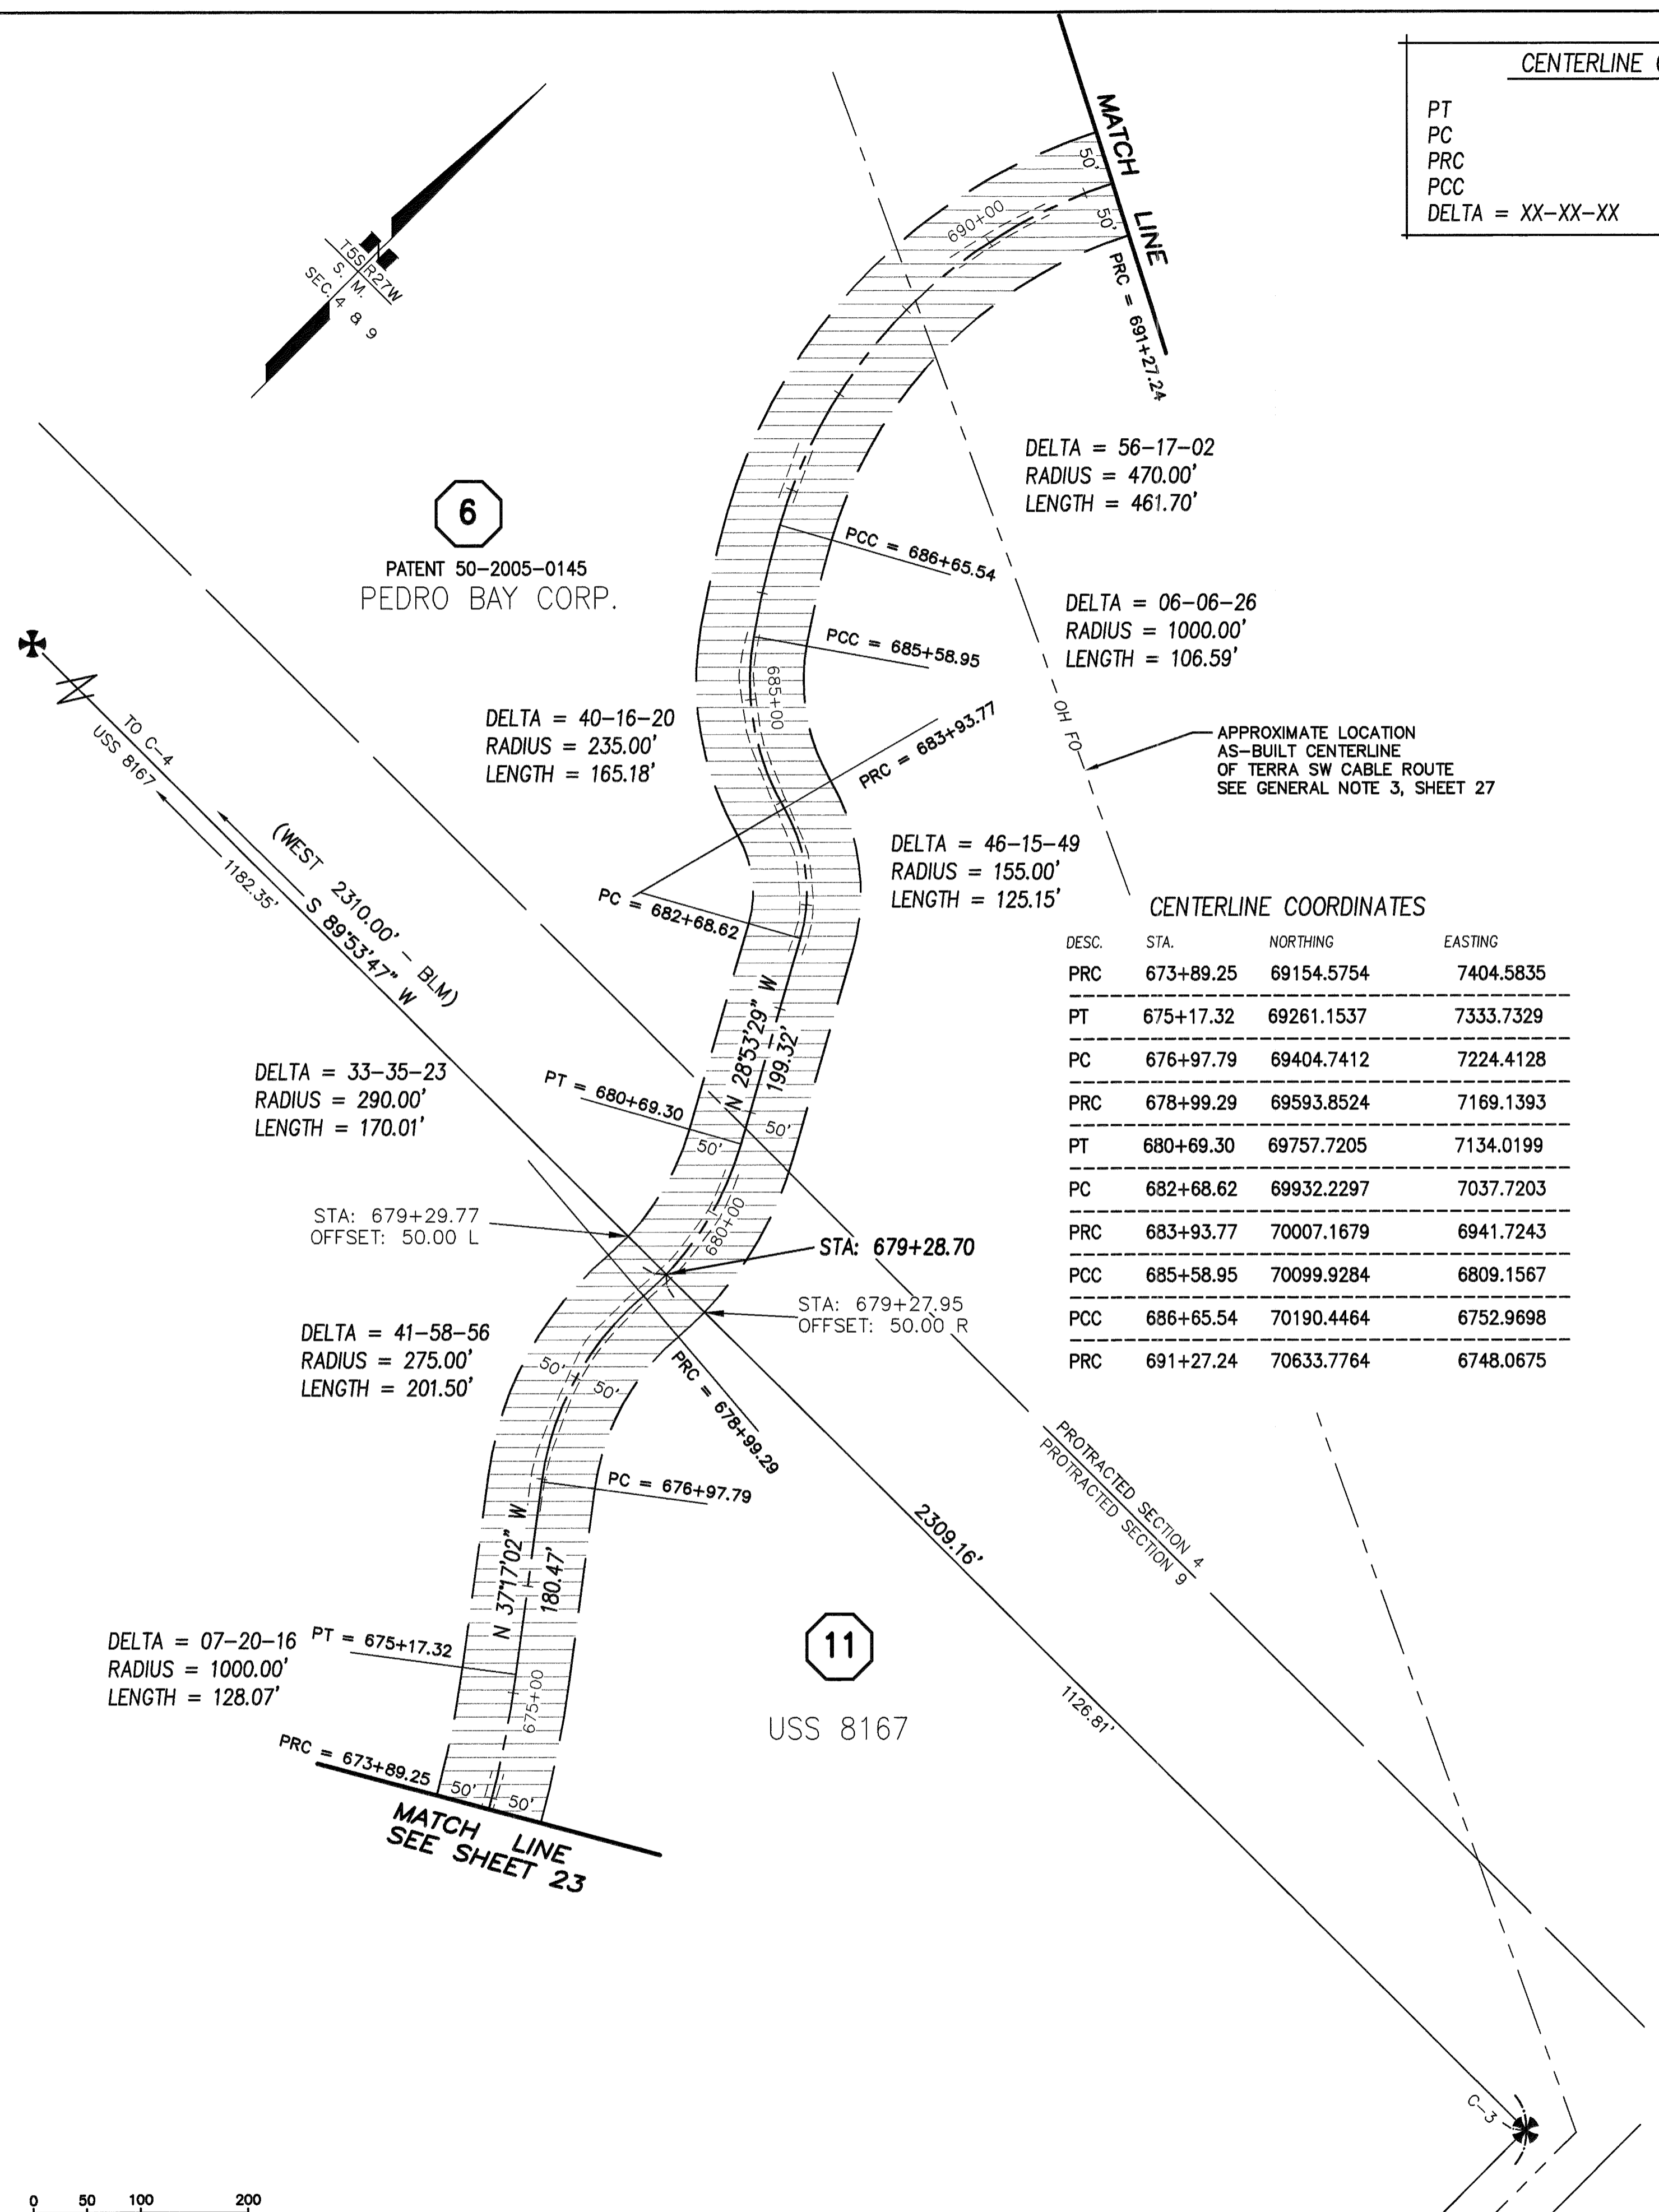 CENTERLINE
PT
PC
PRC
PCC
DELTA = XX-XX-XX
MATCH LINE
50'
50'
PRC = 691+27.24
690+00
T5S R27W
S. M.
SEC. 4 & 9
DELTA = 56-17-02
RADIUS = 470.00'
LENGTH = 461.70'
6
PATENT 50-2005-0145
PEDRO BAY CORP.
PCC = 686+65.54
DELTA = 06-06-26
RADIUS = 1000.00'
LENGTH = 106.59'
PCC = 685+58.95
685+00
OH FO
DELTA = 40-16-20
RADIUS = 235.00'
LENGTH = 165.18'
PRC = 683+93.77
APPROXIMATE LOCATION
AS-BUILT CENTERLINE
OF TERRA SW CABLE ROUTE
SEE GENERAL NOTE 3, SHEET 27
TO C-4
USS 8167
1182.35'
(WEST 2310.00' - BLM)
S 89°53'47" W
DELTA = 46-15-49
RADIUS = 155.00'
LENGTH = 125.15'
PC = 682+68.62
CENTERLINE COORDINATES
DESC. STA. NORTHING EASTING
PRC 673+89.25 69154.5754 7404.5835
PT 675+17.32 69261.1537 7333.7329
PC 676+97.79 69404.7412 7224.4128
PRC 678+99.29 69593.8524 7169.1393
PT 680+69.30 69757.7205 7134.0199
PC 682+68.62 69932.2297 7037.7203
PRC 683+93.77 70007.1679 6941.7243
PCC 685+58.95 70099.9284 6809.1567
PCC 686+65.54 70190.4464 6752.9698
PRC 691+27.24 70633.7764 6748.0675
N 28°53'29" W
199.32'
DELTA = 33-35-23
RADIUS = 290.00'
LENGTH = 170.01'
PT = 680+69.30
50'
50'
680+00
STA: 679+29.77
OFFSET: 50.00 L
STA: 679+28.70
STA: 679+27.95
OFFSET: 50.00 R
DELTA = 41-58-56
RADIUS = 275.00'
LENGTH = 201.50'
50'
50'
PRC = 678+99.29
PC = 676+97.79
PROTRACTED SECTION 4
PROTRACTED SECTION 9
2309.16'
N 37°17'02" W
180.47'
11
USS 8167
DELTA = 07-20-16
RADIUS = 1000.00'
LENGTH = 128.07'
PT = 675+17.32
675+00
1126.81'
PRC = 673+89.25
50'
50'
MATCH LINE
SEE SHEET 23
C-3
0 50 100 200